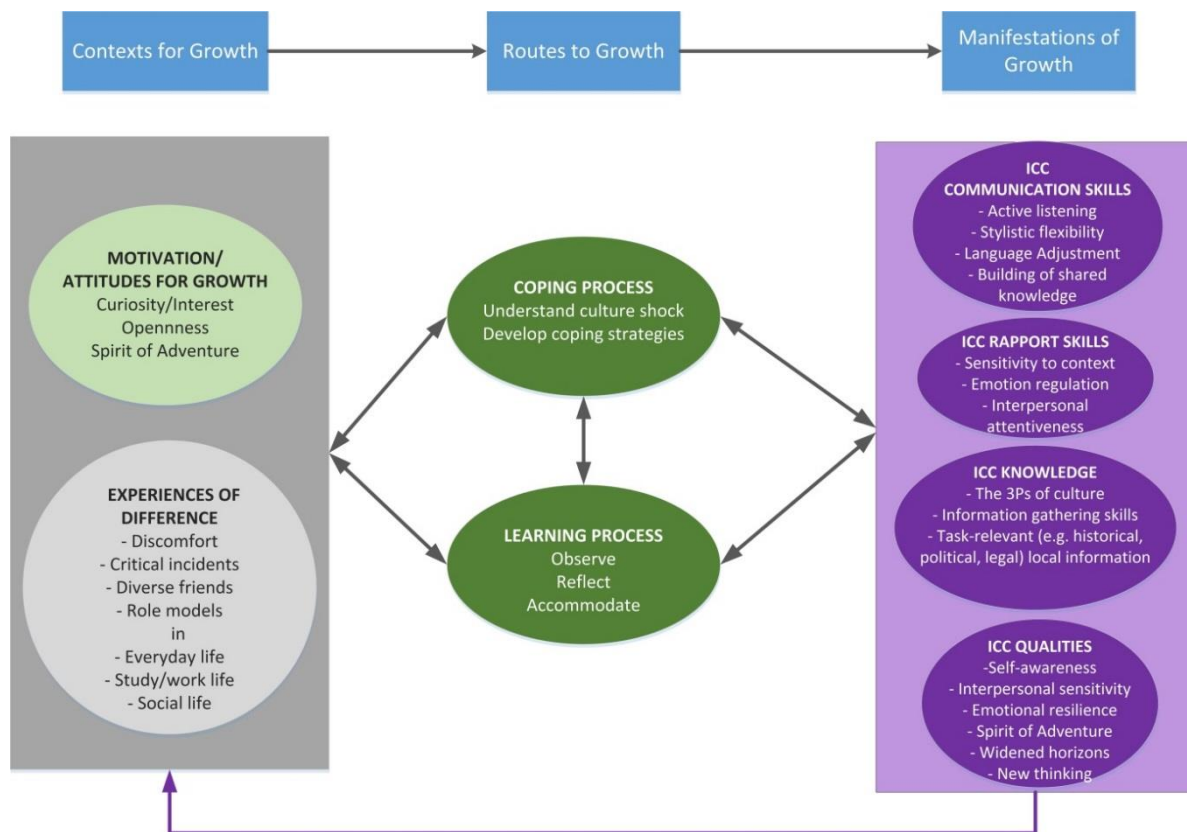 Contexts for Growth
Routes to Growth
Manifestations of
Growth
MOTIVATION/
ATTITUDES FOR GROWTH
Curiosity/Interest
Opennness
Spirit of Adventure
EXPERIENCES OF
DIFFERENCE
- Discomfort
- Critical incidents
- Diverse friends
- Role models
in
- Everyday life
- Study/work life
- Social life
COPING PROCESS
Understand culture shock
Develop coping strategies
LEARNING PROCESS
Observe
Reflect
Accommodate
ICC
COMMUNICATION SKILLS
- Active listening
- Stylistic flexibility
- Language Adjustment
- Building of shared
knowledge
ICC RAPPORT SKILLS
- Sensitivity to context
- Emotion regulation
- Interpersonal
attentiveness
ICC KNOWLEDGE
- The 3Ps of culture
- Information gathering skills
- Task-relevant (e.g. historical,
political, legal) local information
ICC QUALITIES
-Self-awareness
- Interpersonal sensitivity
- Emotional resilience
- Spirit of Adventure
- Widened horizons
- New thinking